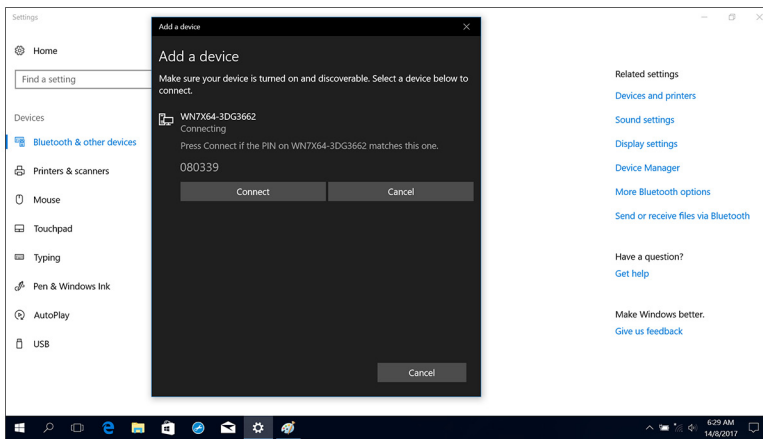 Settings
Home
Find a setting
Devices
Bluetooth & other devices
Printers & scanners
Mouse
Touchpad
Typing
Pen & Windows Ink
AutoPlay
USB
Add a device
Add a device
Make sure your device is turned on and discoverable. Select a device below to
connect.
WN7X64-3DG3662
Connecting
Press Connect if the PIN on WN7X64-3DG3662 matches this one.
080339
Connect Cancel
Cancel
Related settings
Devices and printers
Sound settings
Display settings
Device Manager
More Bluetooth options
Send or receive files via Bluetooth
Have a question?
Get help
Make Windows better.
Give us feedback
6:29 AM
14/8/2017